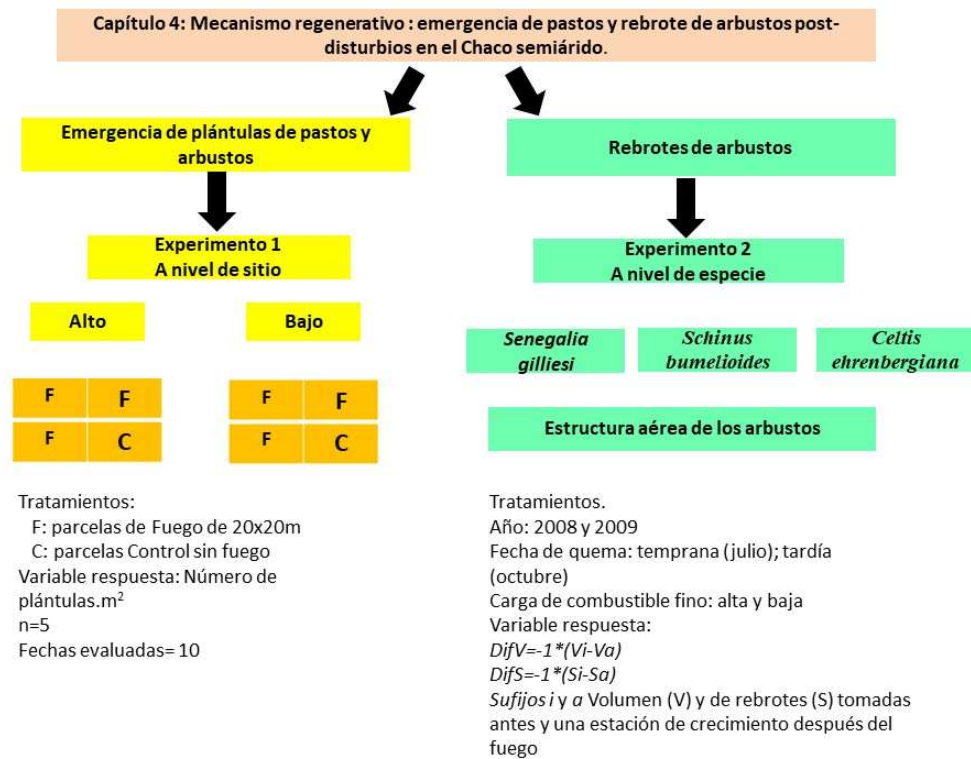 Capítulo 4: Mecanismo regenerativo : emergencia de pastos y rebrote de arbustos post-
disturbios en el Chaco semiárido.
Emergencia de plántulas de pastos y
arbustos
Experimento 1
A nivel de sitio
Alto
Bajo
F F
F C
F F
F C
Tratamientos:
F: parcelas de Fuego de 20x20m
C: parcelas Control sin fuego
Variable respuesta: Número de
plántulas.m²
n=5
Fechas evaluadas= 10
Rebrotes de arbustos
Experimento 2
A nivel de especie
Senegalia
gilliesi
Schinus
bumelioides
Celtis
ehrenbergiana
Estructura aérea de los arbustos
Tratamientos.
Año: 2008 y 2009
Fecha de quema: temprana (julio); tardía
(octubre)
Carga de combustible fino: alta y baja
Variable respuesta:
DifV=-1*(Vi-Va)
DifS=-1*(Si-Sa)
Sufijos i y a Volumen (V) y de rebrotes (S) tomadas
antes y una estación de crecimiento después del
fuego